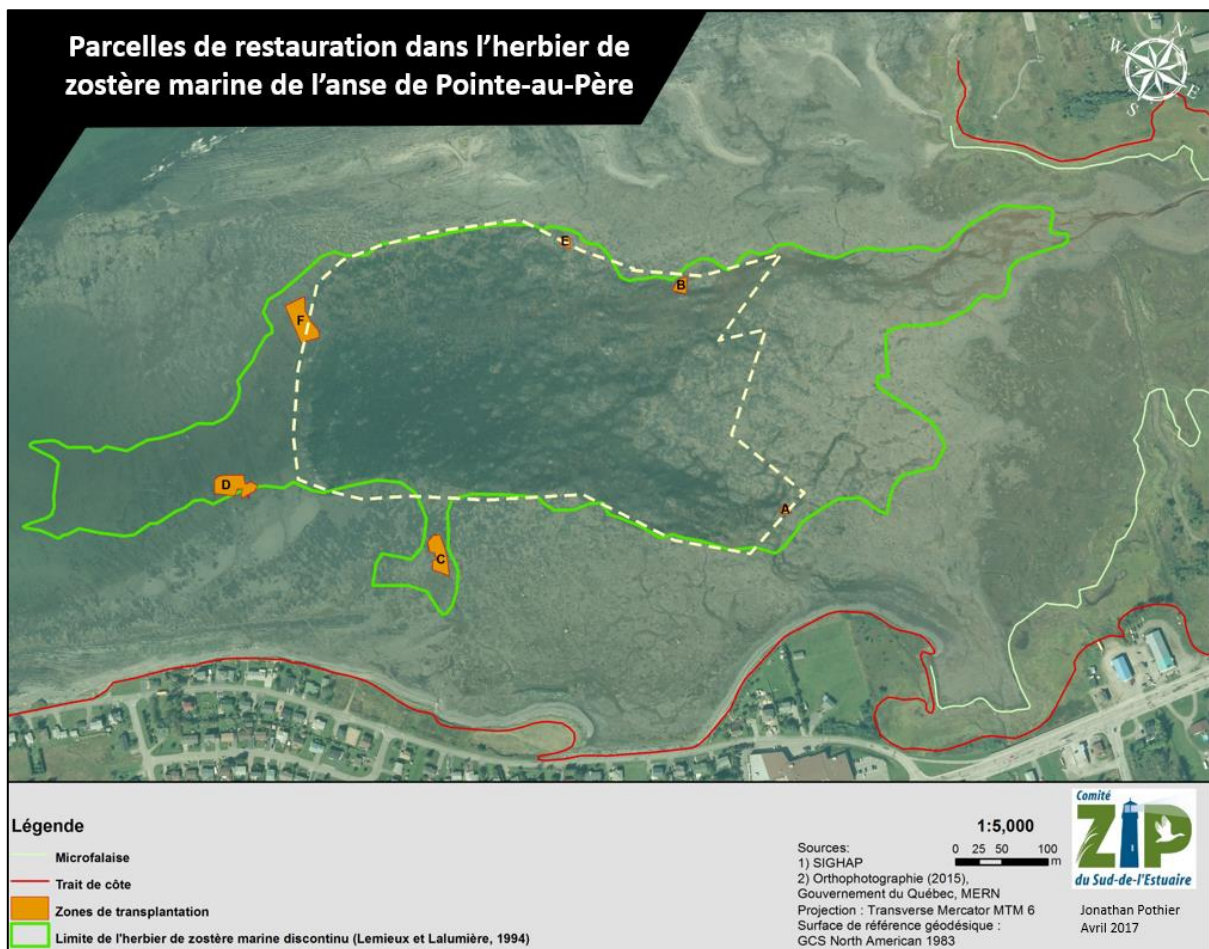 Parcelles de restauration dans l'herbier de
zostère marine de l'anse de Pointe-au-Père
N
W
E
S
E
B
F
D
A
C
Légende
Microfalaise
Trait de côte
Zones de transplantation
Limite de l'herbier de zostère marine discontinu (Lemieux et Lalumière, 1994)
Sources:
1) SIGHAP
2) Orthophotographie (2015),
Gouvernement du Québec, MERN
Projection : Transverse Mercator MTM 6
Surface de référence géodésique :
GCS North American 1983
1:5,000
0 25 50 100
m
Comité
ZIP
du Sud-de-l'Estuaire
Jonathan Pothier
Avril 2017